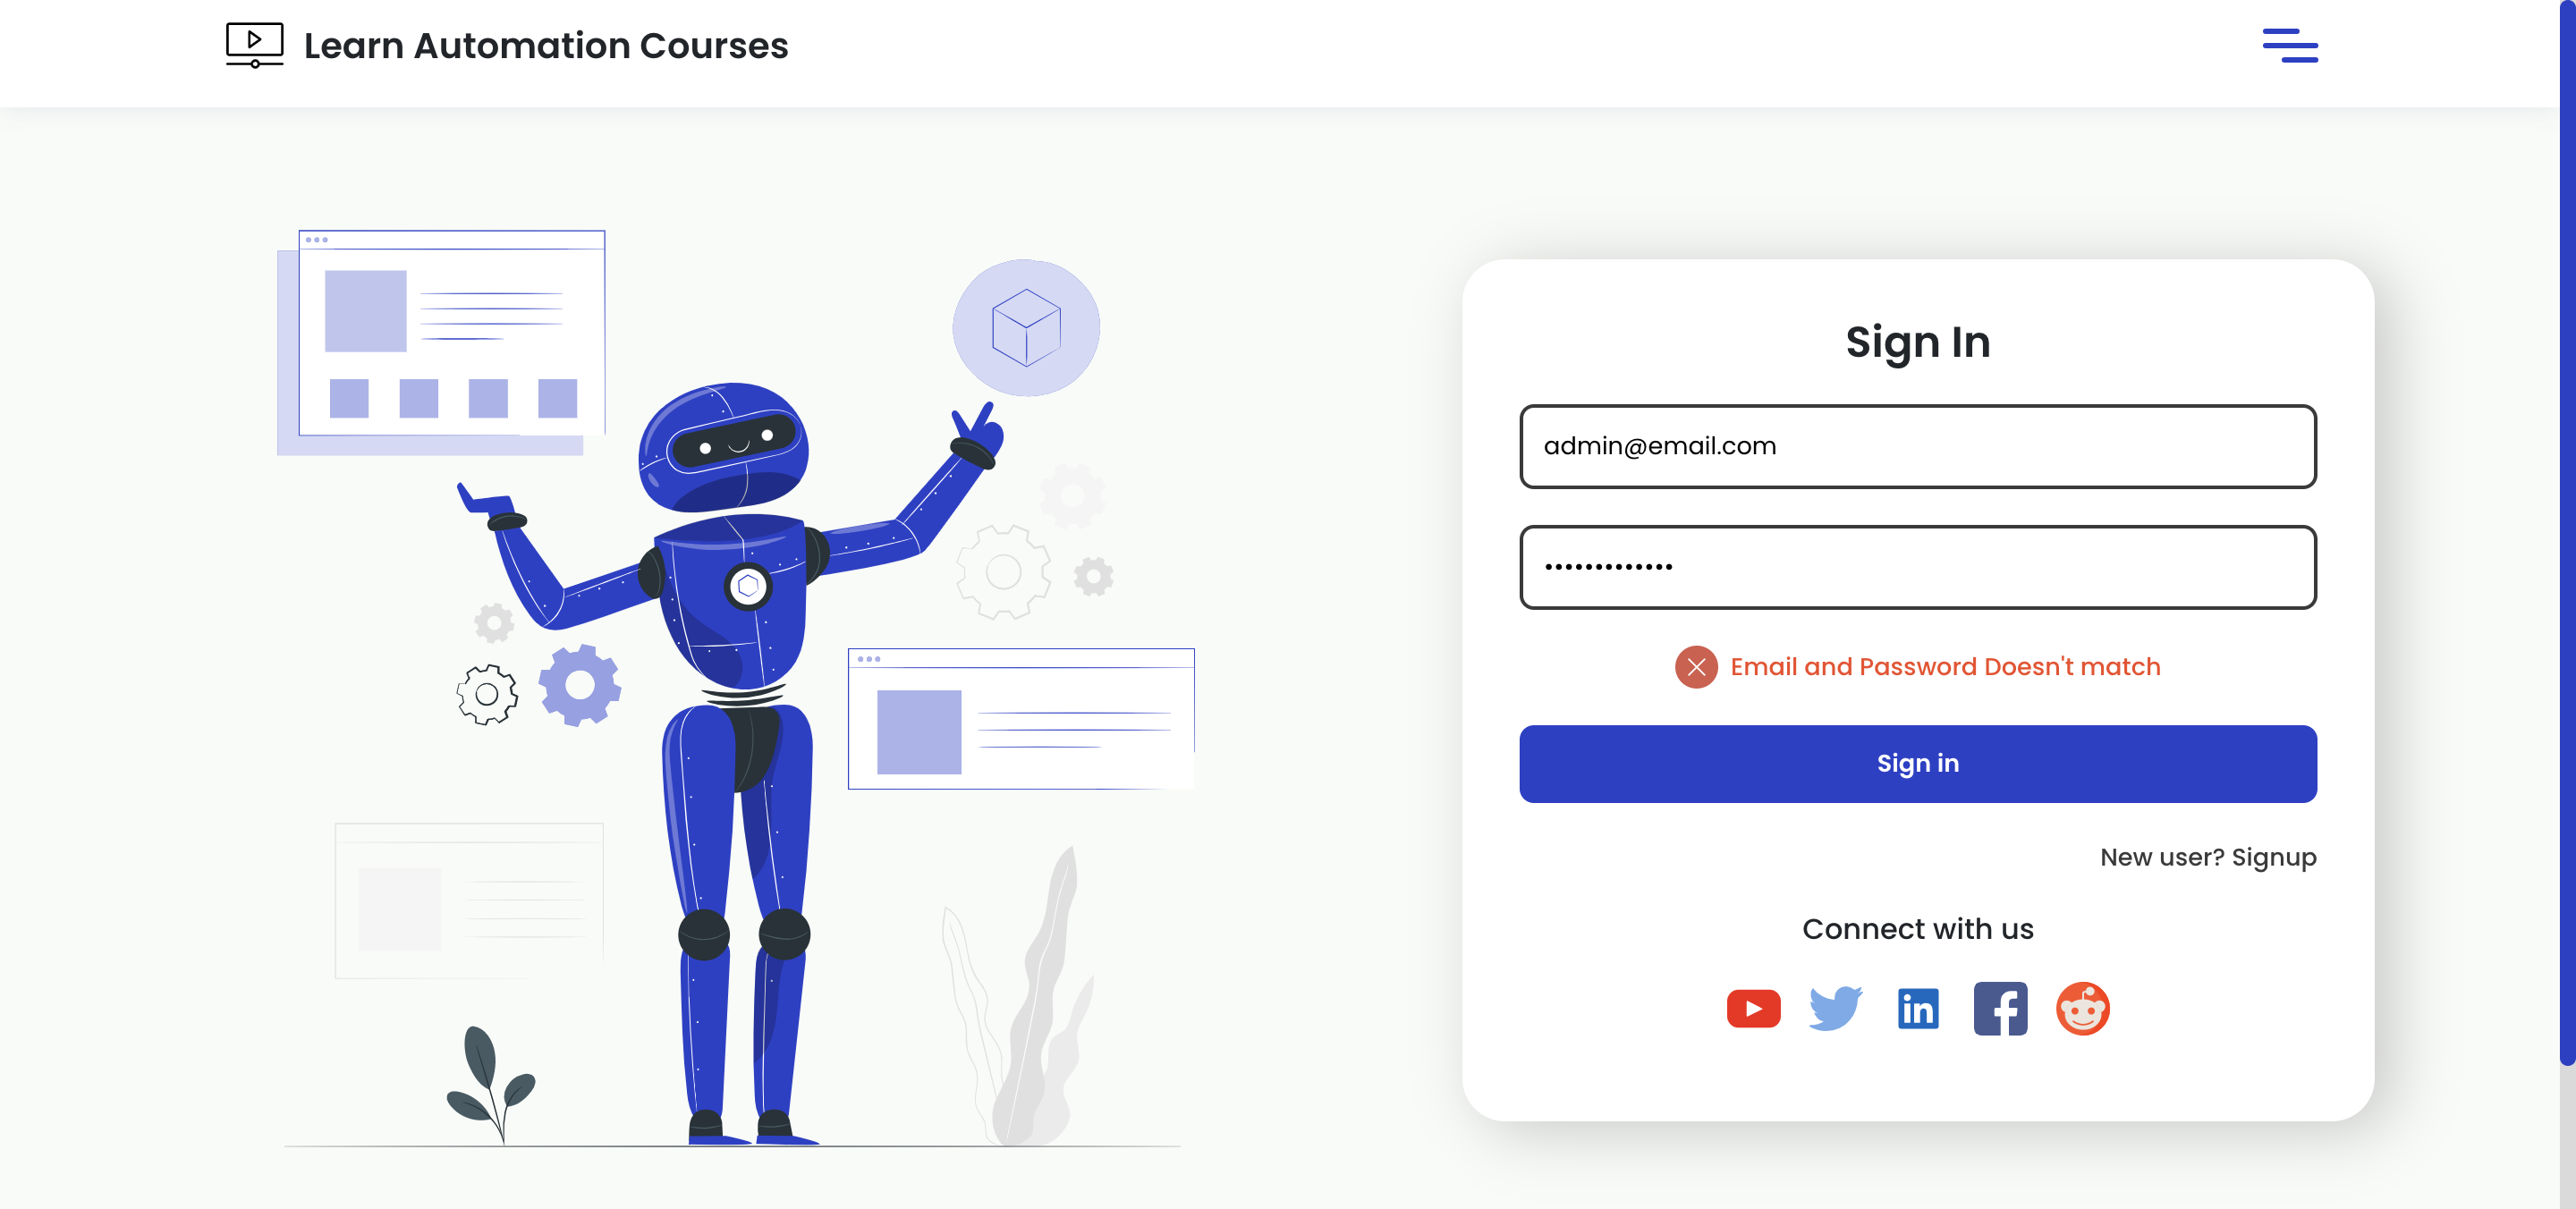 Learn Automation Courses
Sign In
admin@email.com
•••••••••••••
Email and Password Doesn't match
Sign in
New user? Signup
Connect with us
in
f